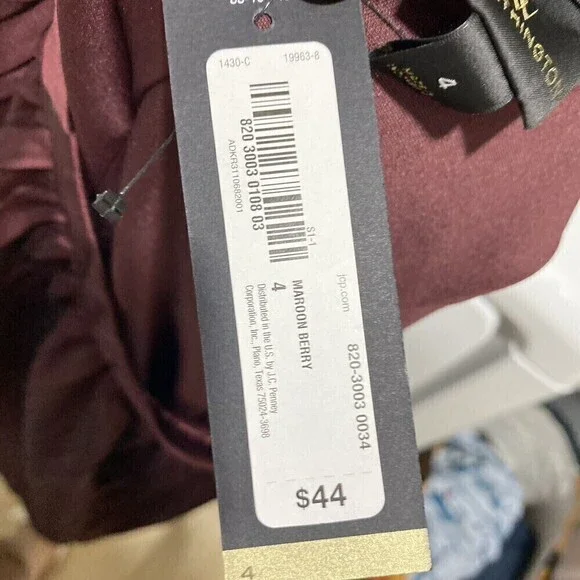 1430-C 19963-8
820 3003 0108 03
ADKR3110682001
S1-1
jcp.com
820-3003 0034
MAROON BERRY
4
Distributed in the U.S. by J.C. Penney
Corporation, Inc., Plano, Texas 75024-3698
$44
4
4